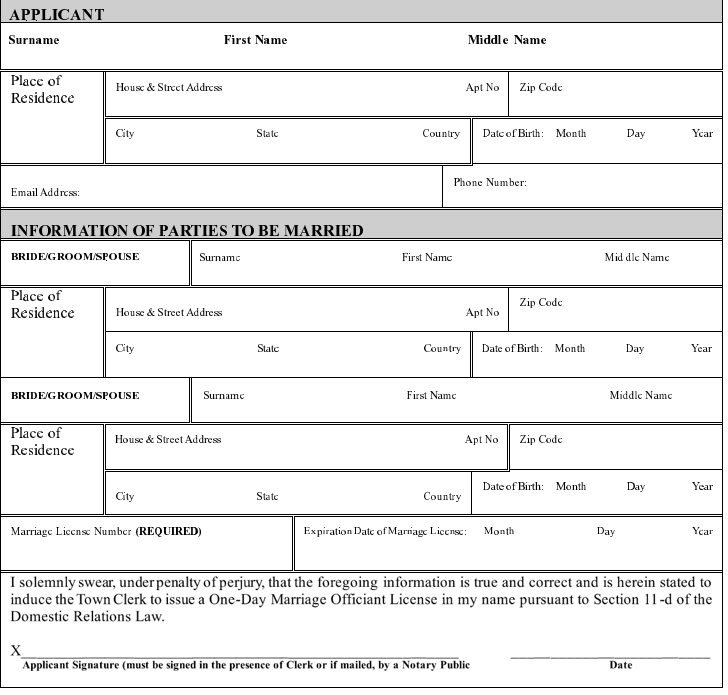 APPLICANT
Surname First Name Middle Name
Place of
Residence
House & Street Address Apt No Zip Code
City State Country Date of Birth: Month Day Year
Email Address: Phone Number:
INFORMATION OF PARTIES TO BE MARRIED
BRIDE/GROOM/SPOUSE Surname First Name Middle Name
Place of
Residence
House & Street Address Apt No Zip Code
City State Country Date of Birth: Month Day Year
BRIDE/GROOM/SPOUSE Surname First Name Middle Name
Place of
Residence
House & Street Address Apt No Zip Code
City State Country Date of Birth: Month Day Year
Marriage License Number (REQUIRED) Expiration Date of Marriage License: Month Day Year
I solemnly swear, under penalty of perjury, that the foregoing information is true and correct and is herein stated to
induce the Town Clerk to issue a One-Day Marriage Officiant License in my name pursuant to Section 11-d of the
Domestic Relations Law.
X
Applicant Signature (must be signed in the presence of Clerk or if mailed, by a Notary Public Date